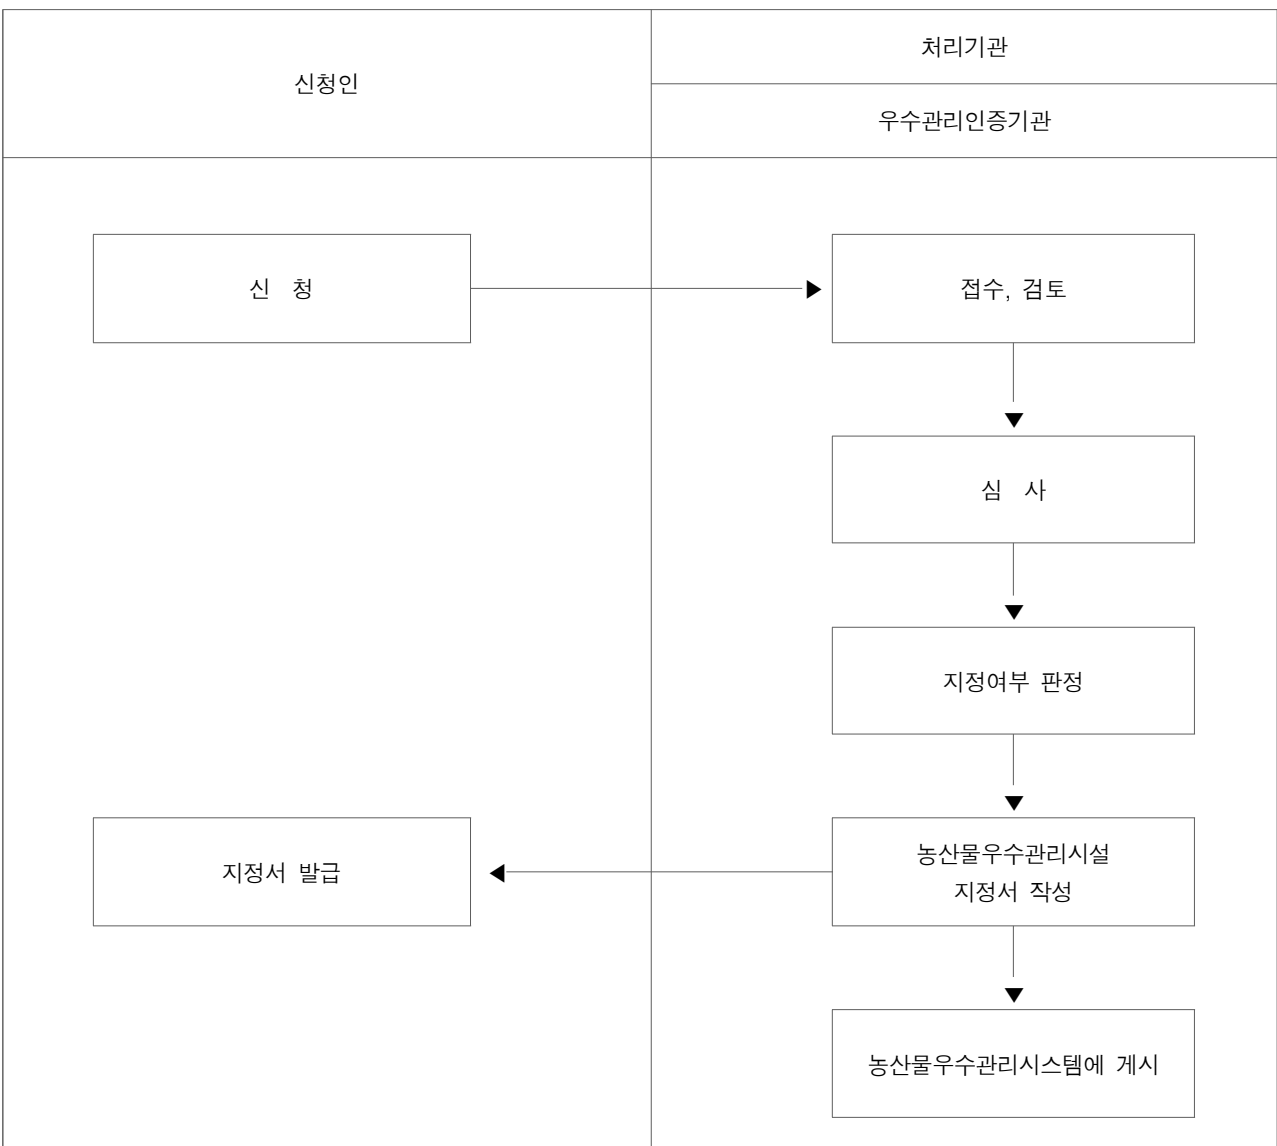 신청인
처리기관
우수관리인증기관
신 청
접수, 검토
심 사
지정여부 판정
농산물우수관리시설
지정서 작성
지정서 발급
농산물우수관리시스템에 게시